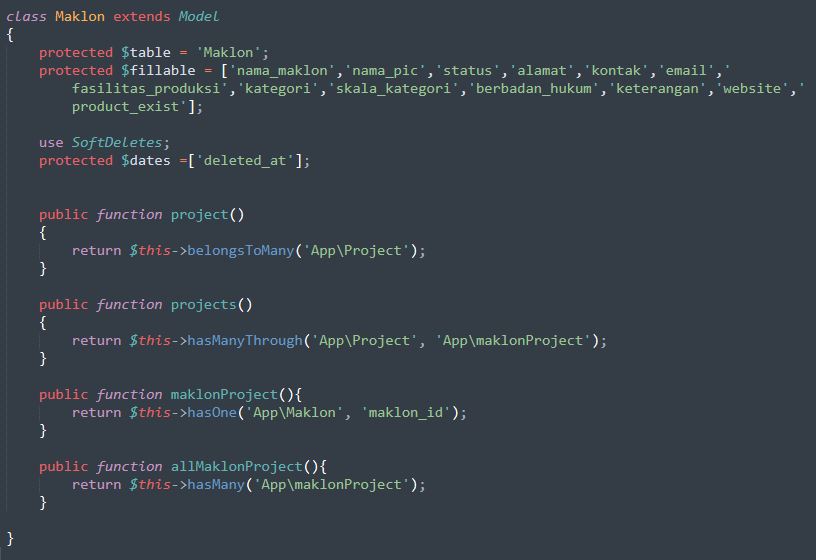 class Maklon extends Model
{
    protected $table = 'Maklon';
    protected $fillable = ['nama_maklon','nama_pic','status','alamat','kontak','email','
        fasilitas_produksi','kategori','skala_kategori','berbadan_hukum','keterangan','website','
        product_exist'];

    use SoftDeletes;
    protected $dates =['deleted_at'];


    public function project()
    {
        return $this->belongsToMany('App\Project');
    }

    public function projects()
    {
        return $this->hasManyThrough('App\Project', 'App\maklonProject');
    }

    public function maklonProject(){
        return $this->hasOne('App\Maklon', 'maklon_id');
    }

    public function allMaklonProject(){
        return $this->hasMany('App\maklonProject');
    }

}